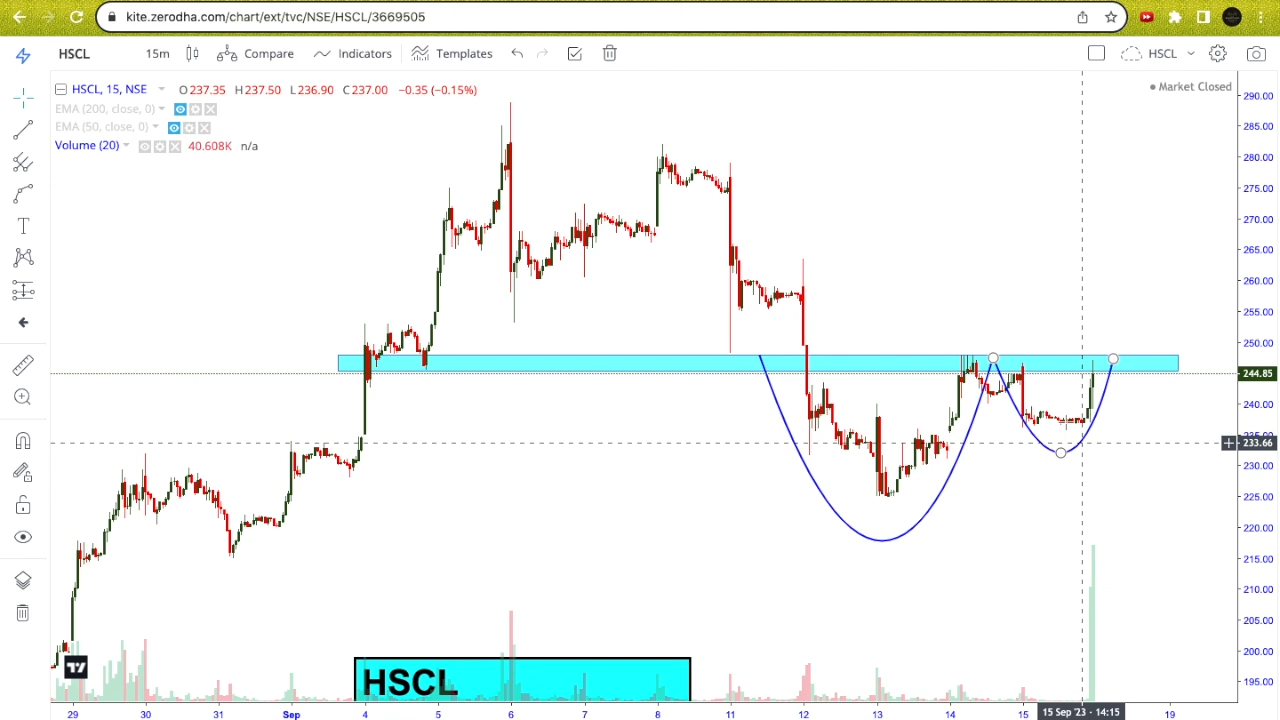 kite.zerodha.com/chart/ext/tvc/NSE/HSCL/3669505
HSCL 15m Compare Indicators Templates HSCL
HSCL, 15, NSE O237.35 H237.50 L236.90 C237.00 −0.35 (−0.15%)
Market Closed
EMA (200, close, 0)
EMA (50, close, 0)
Volume (20) 40.608K n/a
290.00
285.00
280.00
275.00
270.00
265.00
260.00
255.00
250.00
244.85
240.00
233.66
230.00
225.00
220.00
215.00
210.00
205.00
200.00
195.00
HSCL
29 30 31 Sep 4 5 6 7 8 11 12 13 14 15 15 Sep '23 - 14:15 19